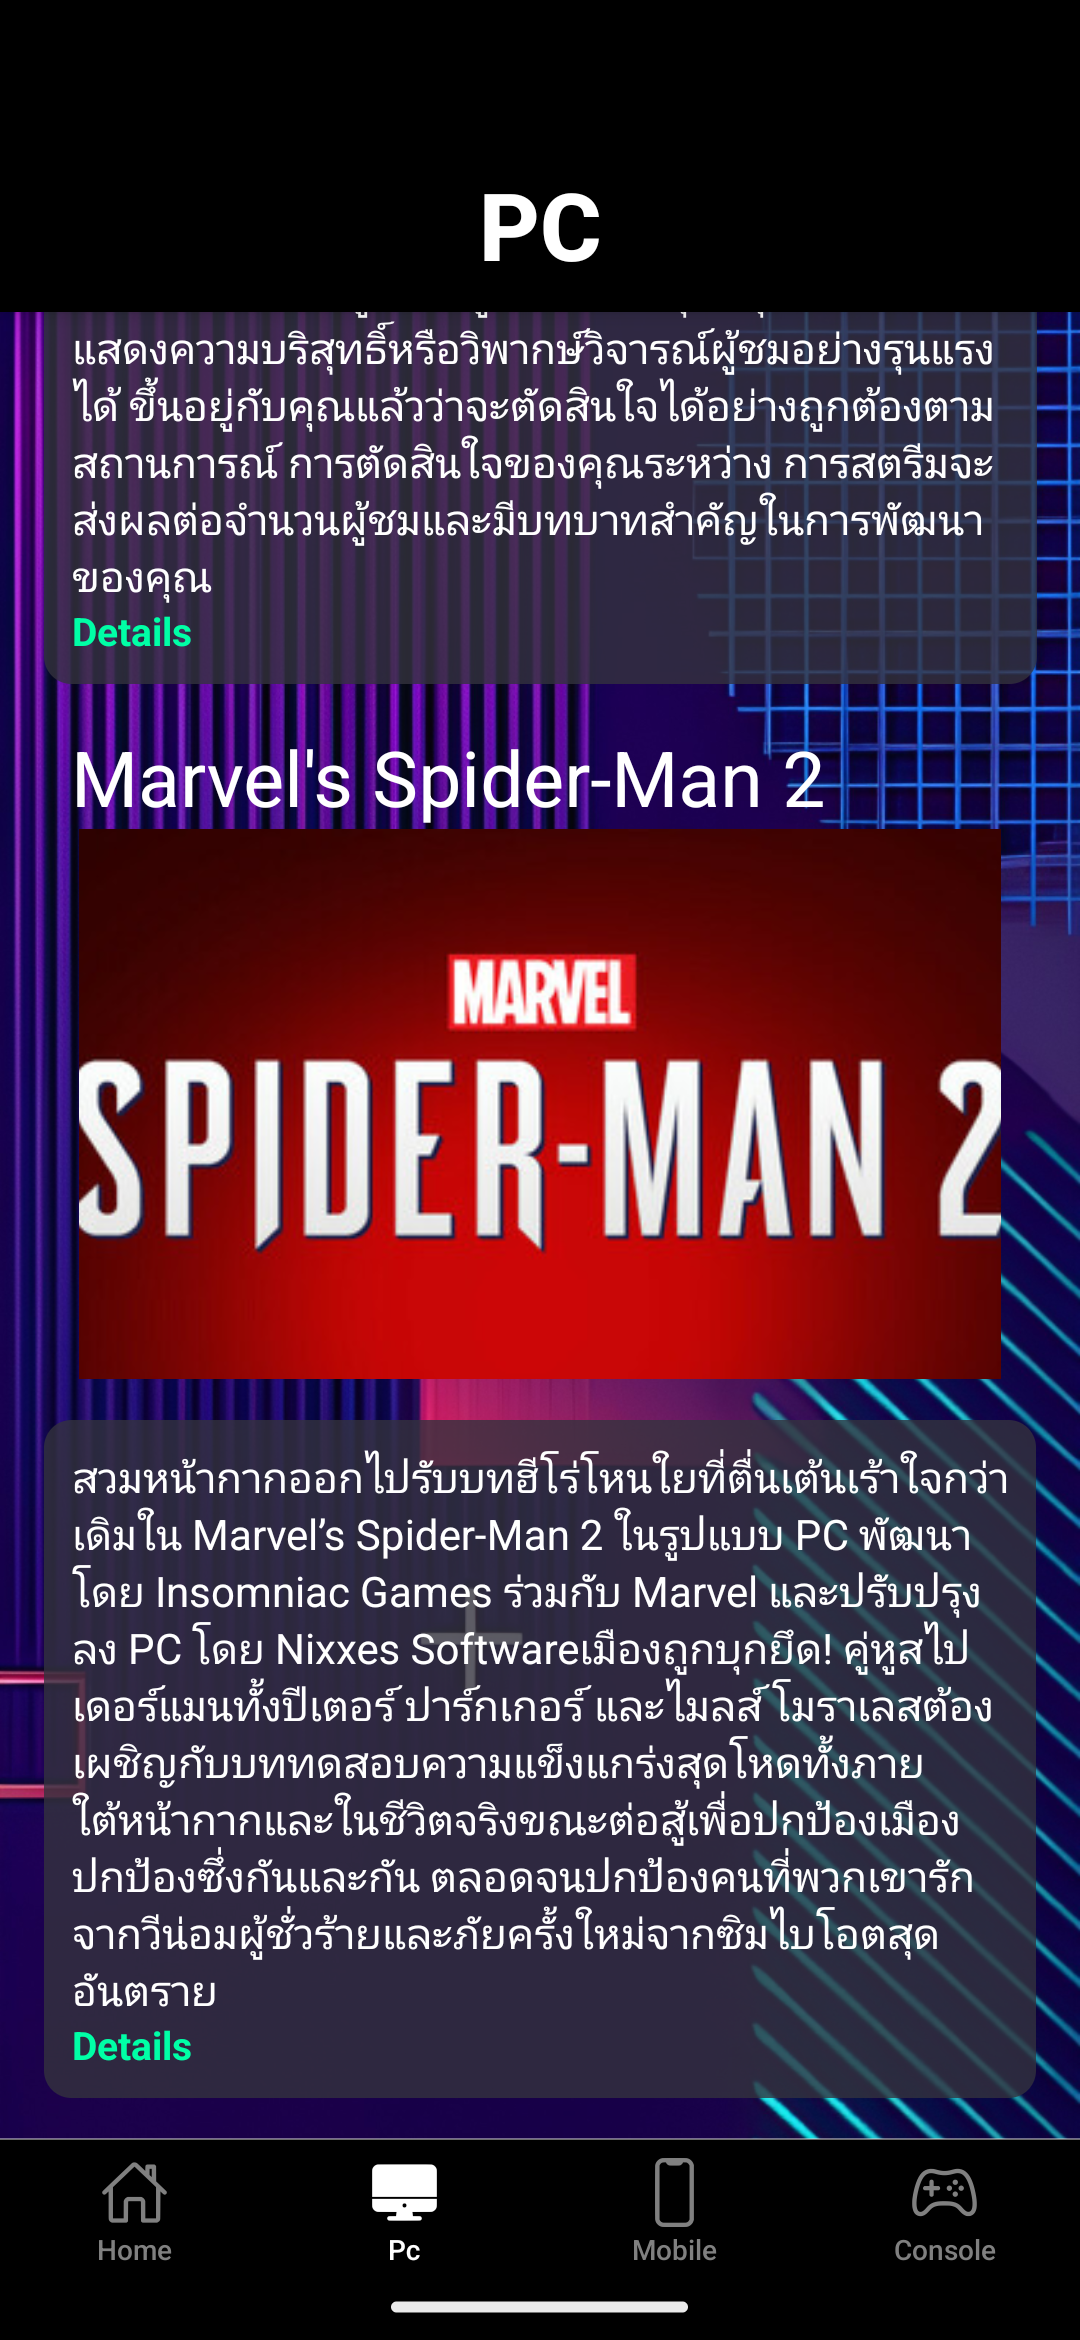 PC
แสดงความบริสุทธิ์หรือวิพากษ์วิจารณ์ผู้ชมอย่างรุนแรง
ได้ ขึ้นอยู่กับคุณแล้วว่าจะตัดสินใจได้อย่างถูกต้องตาม
สถานการณ์ การตัดสินใจของคุณระหว่าง การสตรีมจะ
ส่งผลต่อจำนวนผู้ชมและมีบทบาทสำคัญในการพัฒนา
ของคุณ
Details
Marvel's Spider-Man 2
MARVEL
SPIDER-MAN 2
สวมหน้ากากออกไปรับบทฮีโร่โหนใยที่ตื่นเต้นเร้าใจกว่า
เดิมใน Marvel’s Spider-Man 2 ในรูปแบบ PC พัฒนา
โดย Insomniac Games ร่วมกับ Marvel และปรับปรุง
ลง PC โดย Nixxes Softwareเมืองถูกบุกยึด! คู่หูสไป
เดอร์แมนทั้งปีเตอร์ ปาร์กเกอร์ และไมลส์ โมราเลสต้อง
เผชิญกับบททดสอบความแข็งแกร่งสุดโหดทั้งภาย
ใต้หน้ากากและในชีวิตจริงขณะต่อสู้เพื่อปกป้องเมือง
ปกป้องซึ่งกันและกัน ตลอดจนปกป้องคนที่พวกเขารัก
จากวีน่อมผู้ชั่วร้ายและภัยครั้งใหม่จากซิมไบโอตสุด
อันตราย
Details
Home
Pc
Mobile
Console